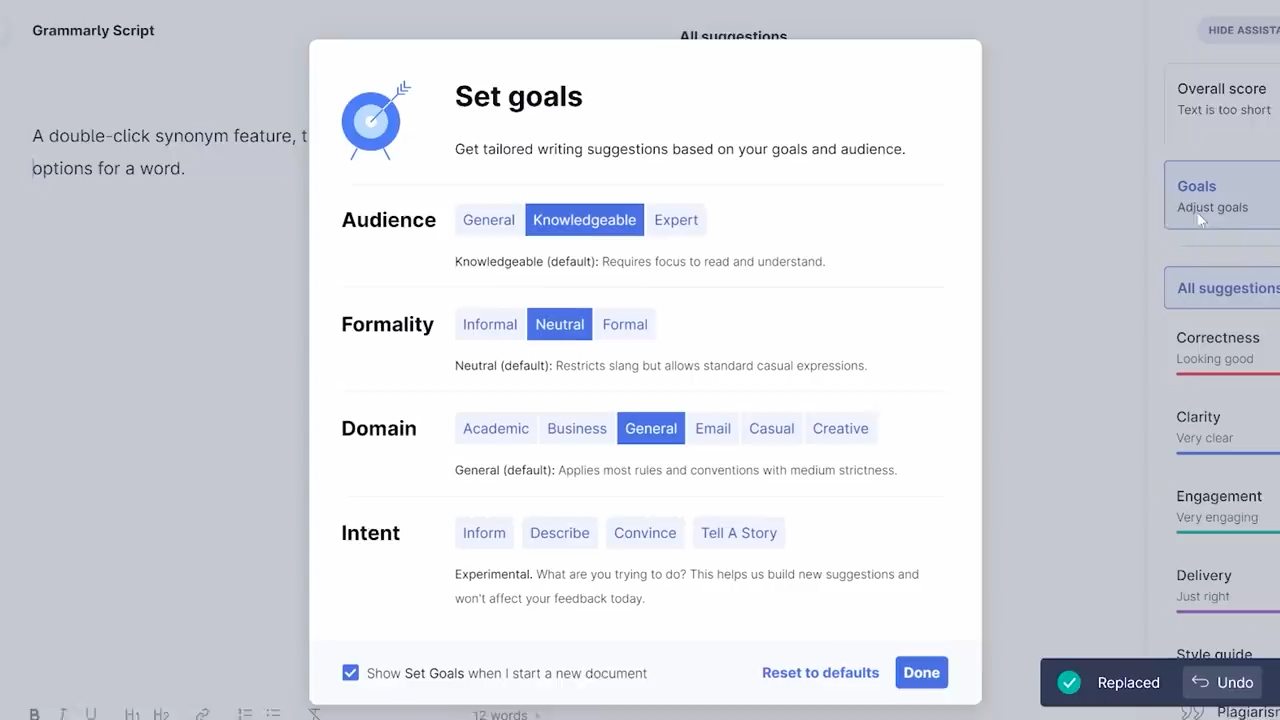 Grammarly Script
All suggestions
HIDE ASSISTA
A double-click synonym feature, t
options for a word.
Set goals
Get tailored writing suggestions based on your goals and audience.
Audience
General Knowledgeable Expert
Knowledgeable (default): Requires focus to read and understand.
Formality
Informal Neutral Formal
Neutral (default): Restricts slang but allows standard casual expressions.
Domain
Academic Business General Email Casual Creative
General (default): Applies most rules and conventions with medium strictness.
Intent
Inform Describe Convince Tell A Story
Experimental. What are you trying to do? This helps us build new suggestions and
won't affect your feedback today.
Show Set Goals when I start a new document
Reset to defaults
Done
Overall score
Text is too short
Goals
Adjust goals
All suggestions
Correctness
Looking good
Clarity
Very clear
Engagement
Very engaging
Delivery
Just right
Style guide
Replaced
Undo
Plagiarism
B I U H1 H2
12 words